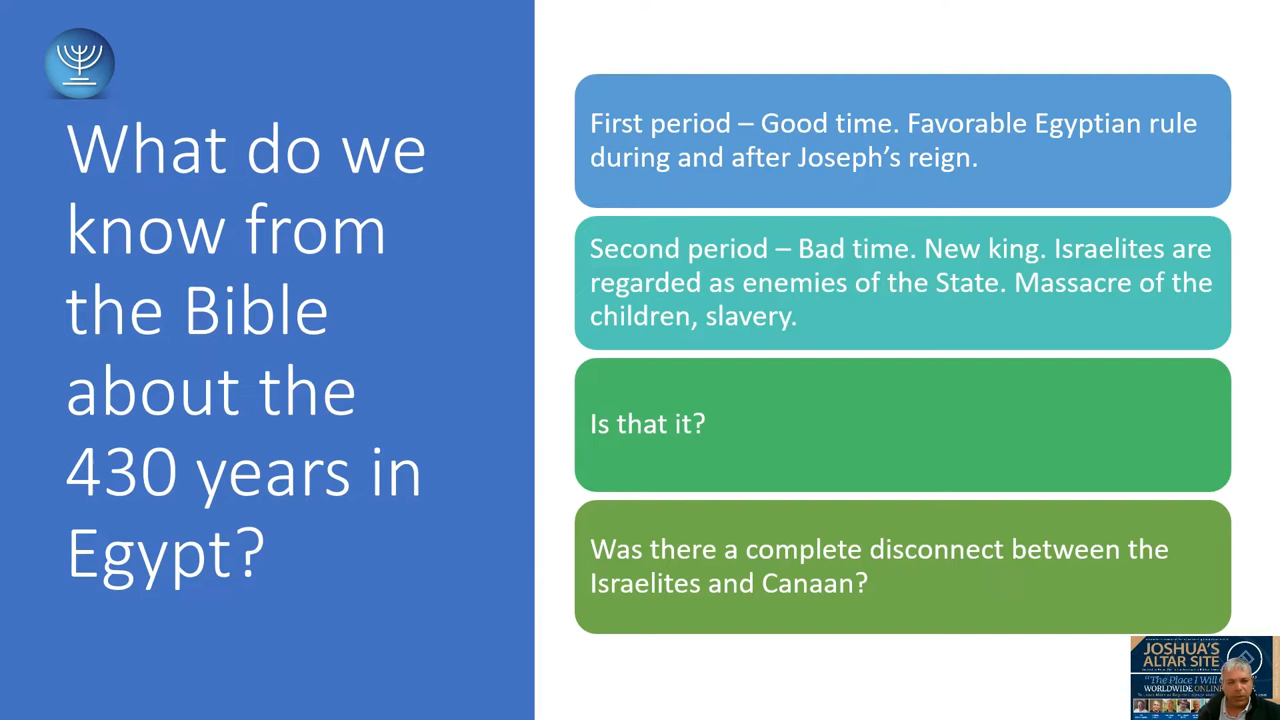 What do we
know from
the Bible
about the
430 years in
Egypt?
First period – Good time. Favorable Egyptian rule
during and after Joseph’s reign.
Second period – Bad time. New king. Israelites are
regarded as enemies of the State. Massacre of the
children, slavery.
Is that it?
Was there a complete disconnect between the
Israelites and Canaan?
JOSHUA'S
ALTAR SITE
"The Place I Will
WORLDWIDE ONLINE